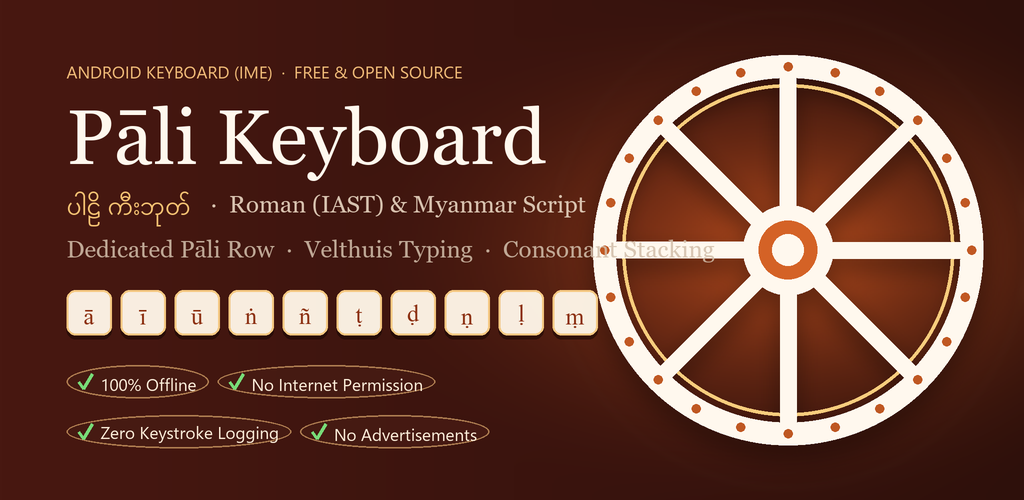 ANDROID KEYBOARD (IME) · FREE & OPEN SOURCE
Pāli Keyboard
ပါဠိ ကီးဘုတ် · Roman (IAST) & Myanmar Script
Dedicated Pāli Row · Velthuis Typing · Consonant Stacking
ā ī ū ṅ ñ ṭ ḍ ṇ ḷ ṃ
✓ 100% Offline ✓ No Internet Permission
✓ Zero Keystroke Logging ✓ No Advertisements